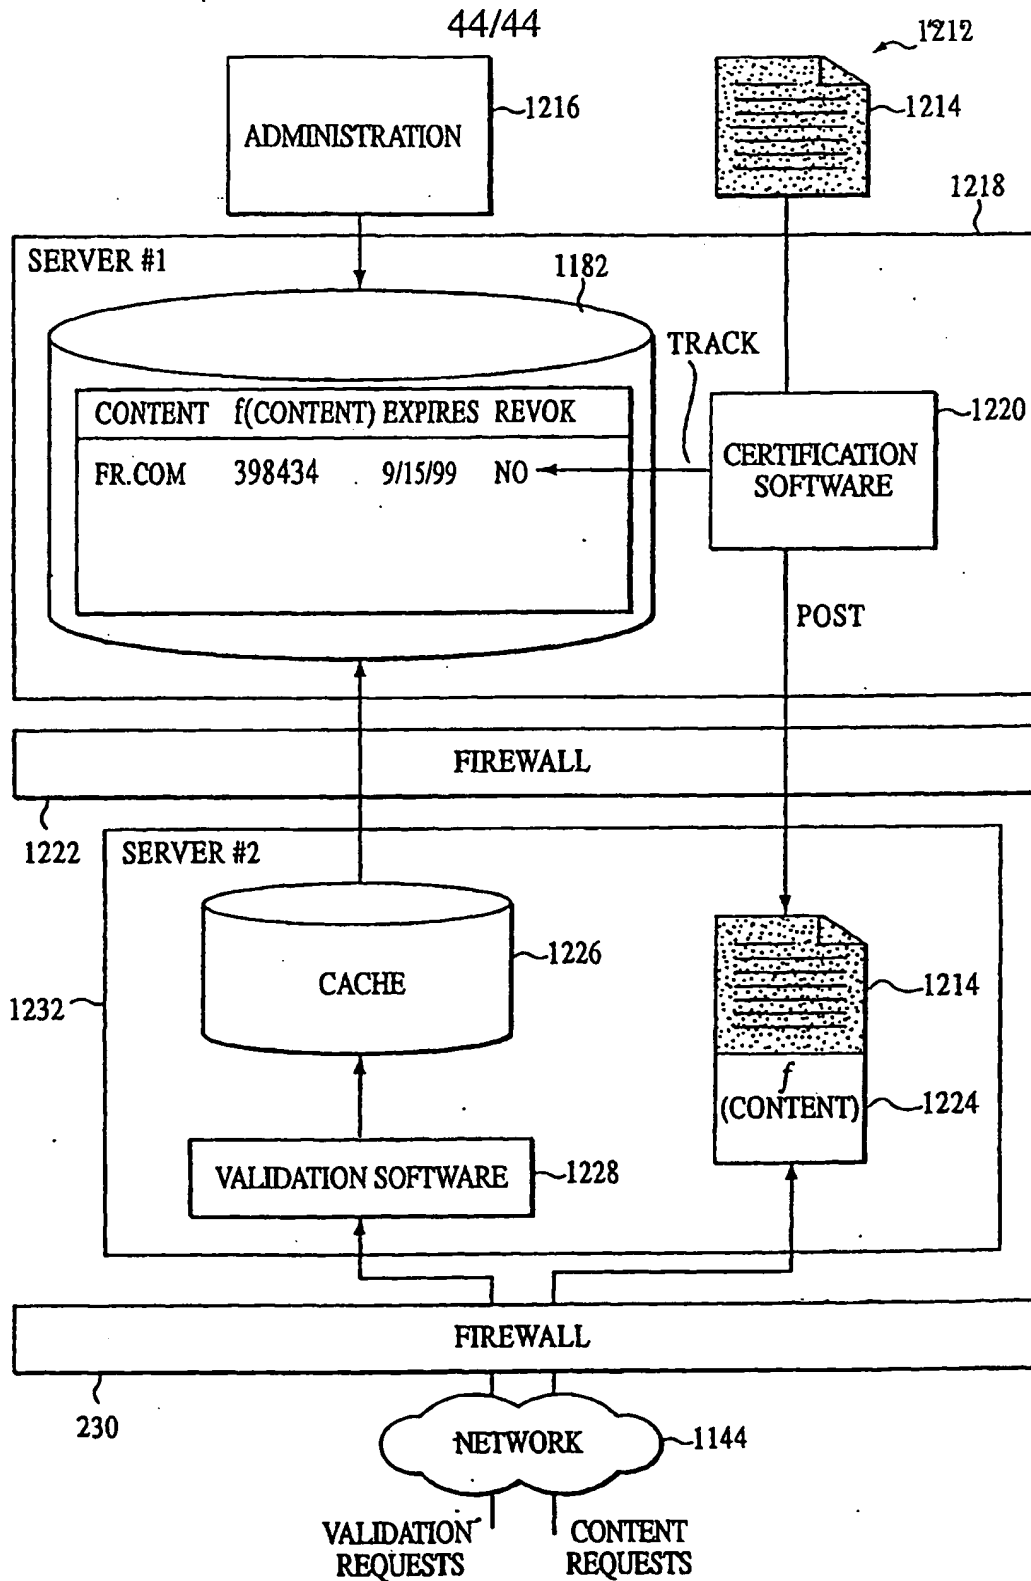 44/44
1212
ADMINISTRATION
1216
1214
1218
SERVER #1
1182
TRACK
CONTENT f(CONTENT) EXPIRES REVOK
FR.COM 398434 9/15/99 NO
CERTIFICATION
SOFTWARE
1220
POST
FIREWALL
1222
SERVER #2
CACHE
1226
1232
1214
f
(CONTENT)
1224
VALIDATION SOFTWARE
1228
FIREWALL
230
NETWORK
1144
VALIDATION
REQUESTS
CONTENT
REQUESTS